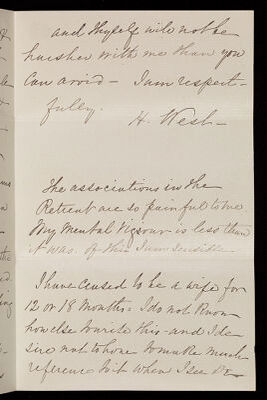 and thyself will not be
harsher with me than you
Can avoid – I am respect-
fully.
H. West –
The associations in the
Retreat are so painful to me
My Mental Vigour is less than
it was. Of this I am sensible
I have ceased to be a wife for
12 or 18 Months – I do not Know
how else to write this – and I de
sire not to have to make Much
reference to it when I see Dr